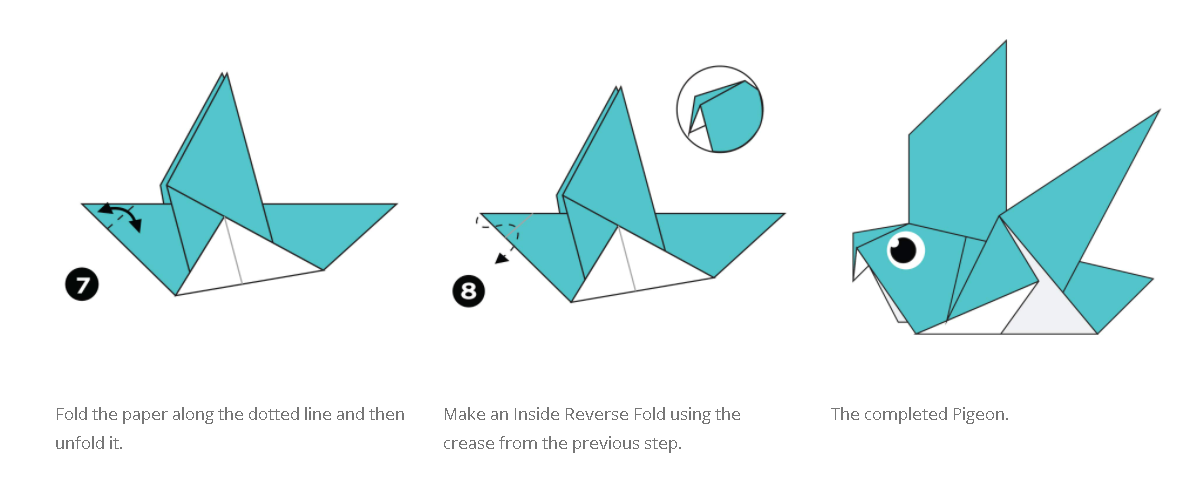 7
8
Fold the paper along the dotted line and then
unfold it.
Make an Inside Reverse Fold using the
crease from the previous step.
The completed Pigeon.